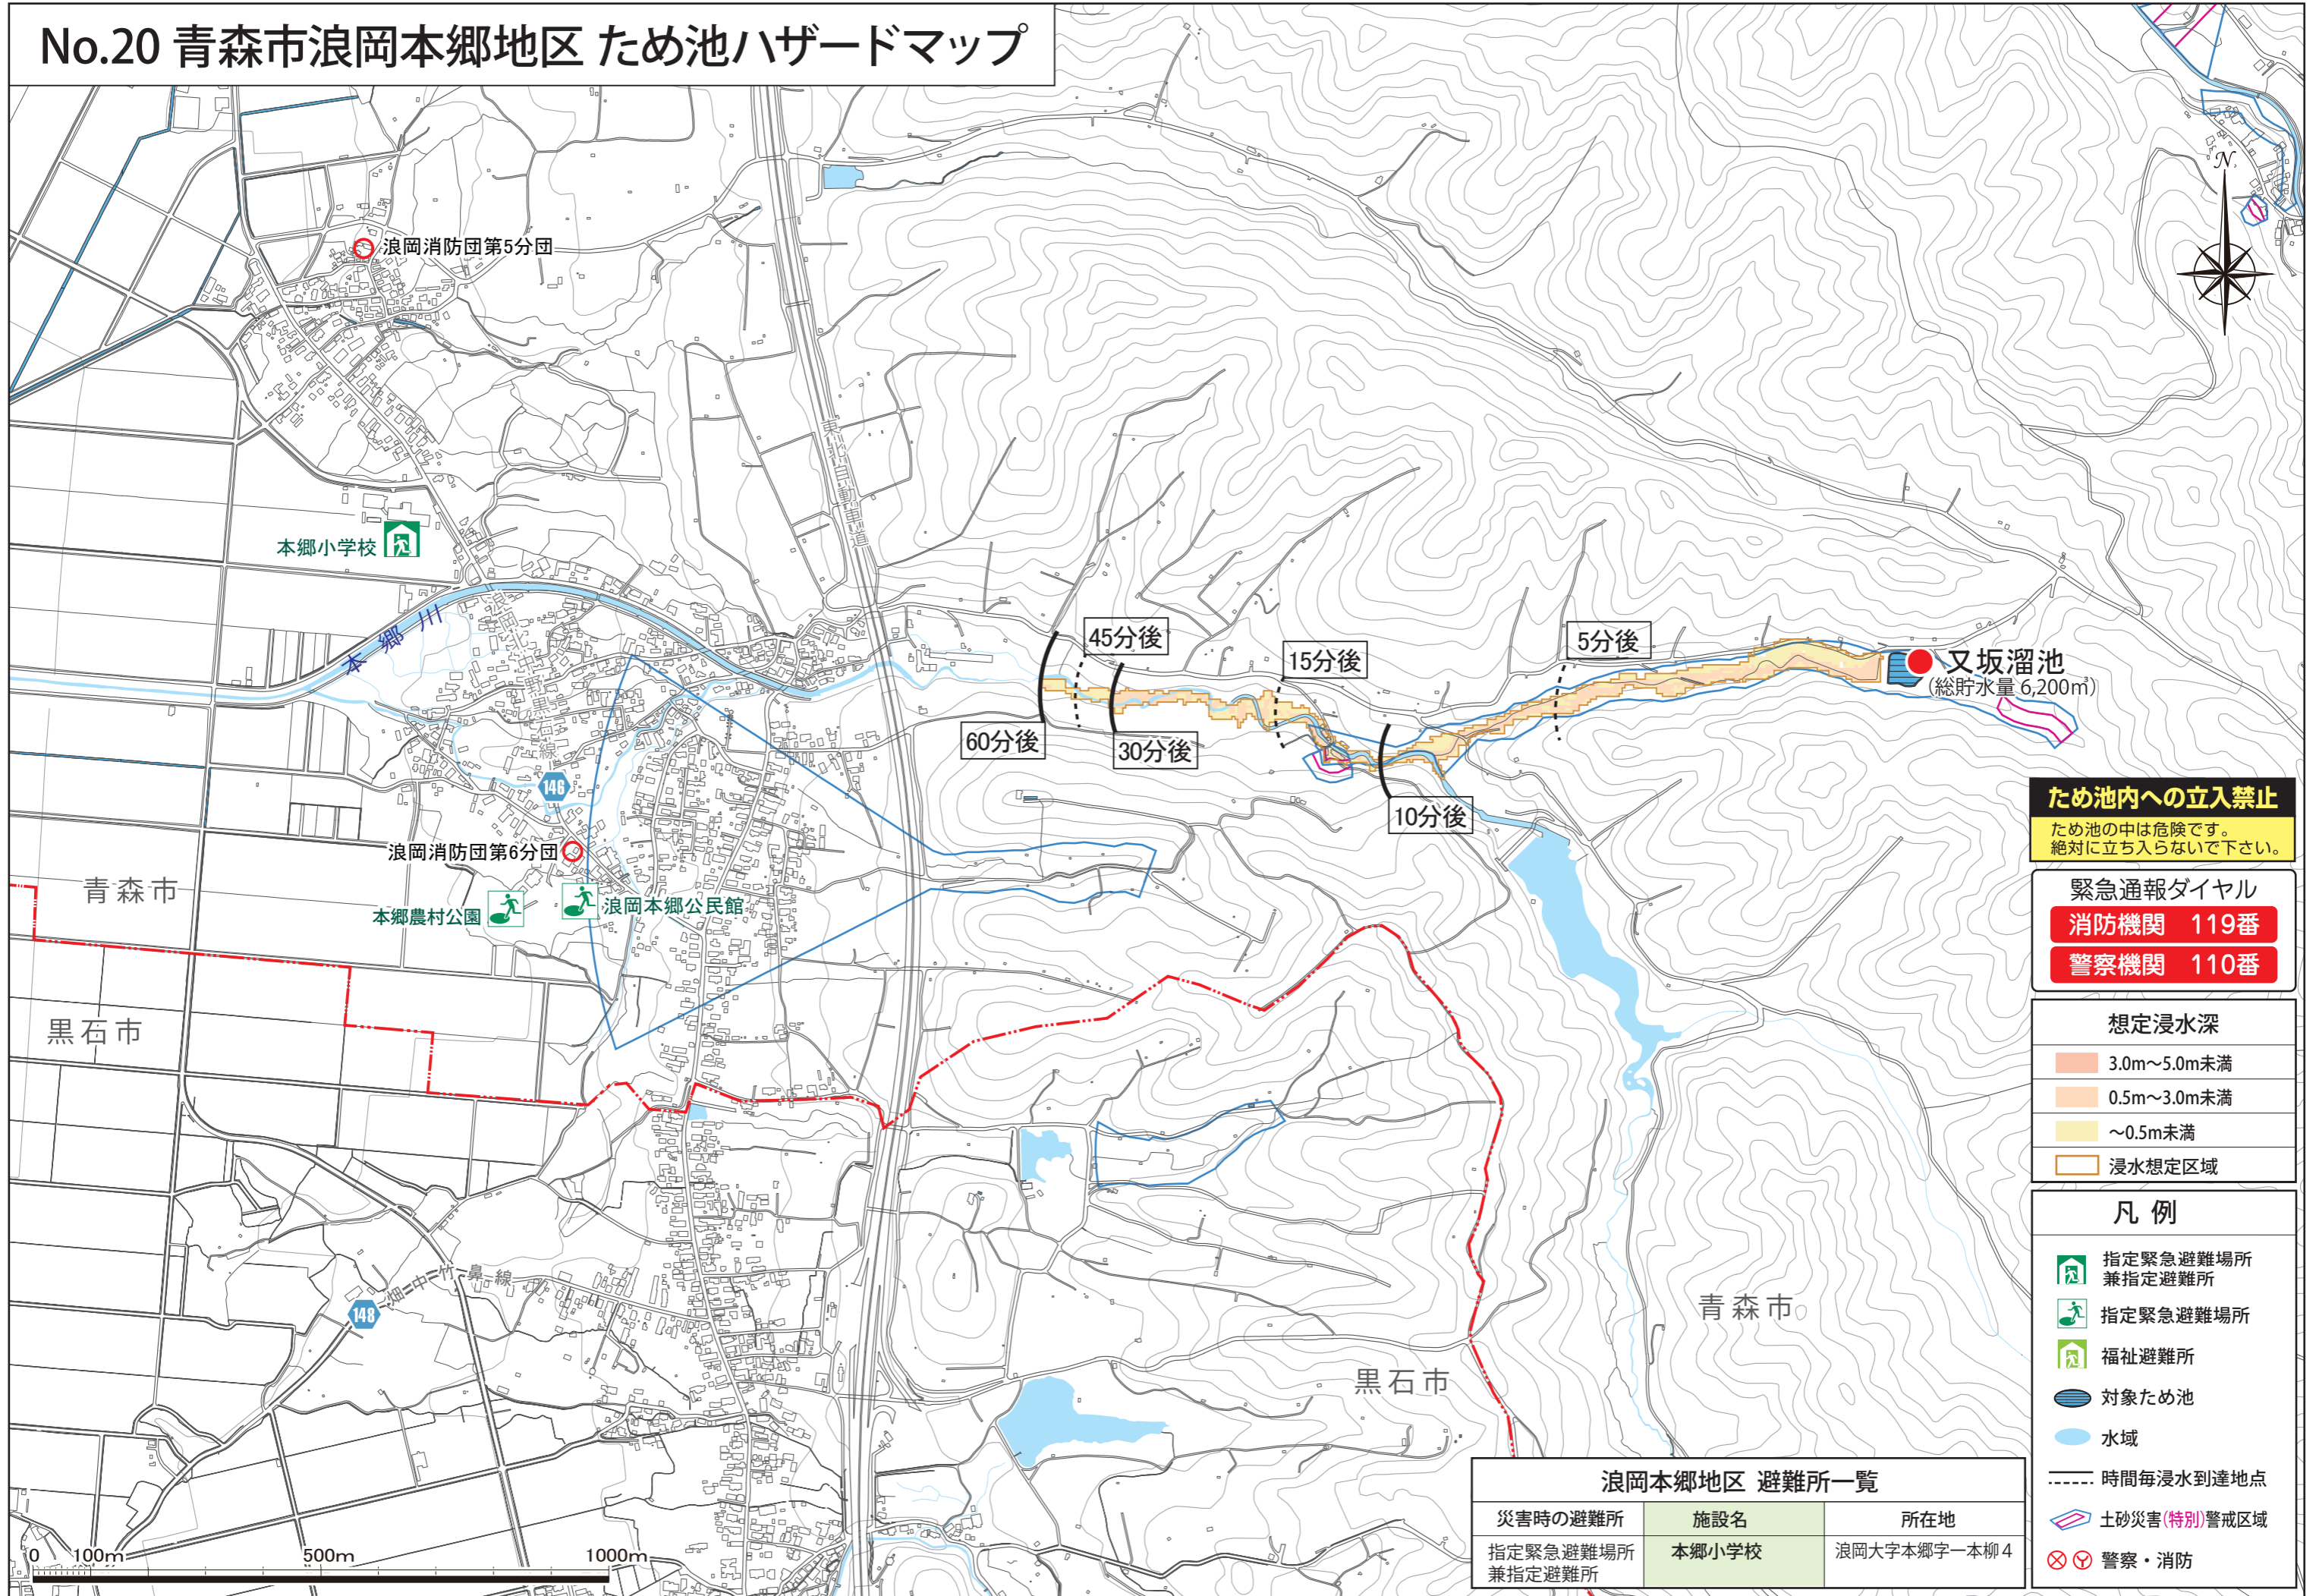 No.20 青森市浪岡本郷地区 ため池ハザードマップ
N
浪岡消防団第5分団
東北自動車道
本郷小学校
本郷川
45分後
15分後
5分後
又坂溜池
(総貯水量 6,200m³)
60分後
30分後
10分後
146
浪岡消防団第6分団
青森市
本郷農村公園
浪岡本郷公民館
黒石市
畑中竹鼻線
148
青森市
黒石市
0 100m 500m 1000m
ため池内への立入禁止
ため池の中は危険です。
絶対に立ち入らないで下さい。
緊急通報ダイヤル
消防機関 119番
警察機関 110番
想定浸水深
3.0m～5.0m未満
0.5m～3.0m未満
～0.5m未満
浸水想定区域
凡 例
指定緊急避難場所
兼指定避難所
指定緊急避難場所
福祉避難所
対象ため池
水域
時間毎浸水到達地点
土砂災害(特別)警戒区域
警察・消防
浪岡本郷地区 避難所一覧
災害時の避難所 施設名 所在地
指定緊急避難場所
兼指定避難所 本郷小学校 浪岡大字本郷字一本柳4